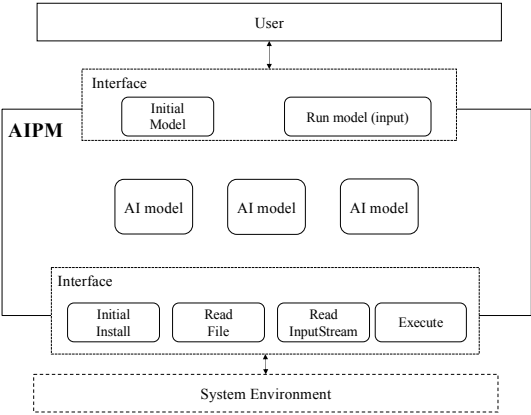 User
Interface
Initial
Model
Run model (input)
AIPM
AI model
AI model
AI model
Interface
Initial
Install
Read
File
Read
InputStream
Execute
System Environment